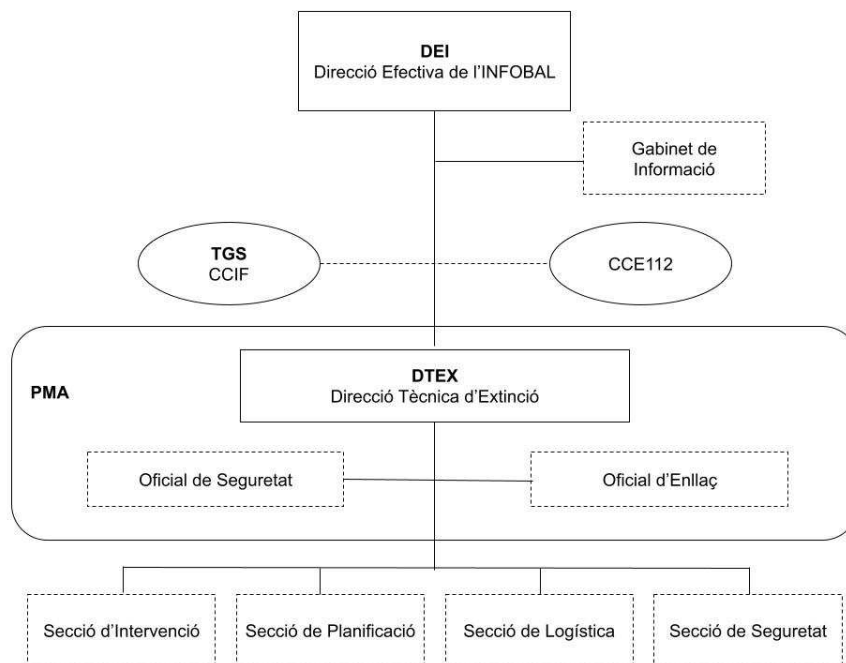 DEI
Direcció Efectiva de l’INFOBAL
Gabinet de
Informació
TGS
CCIF
CCE112
PMA
DTEX
Direcció Tècnica d’Extinció
Oficial de Seguretat
Oficial d’Enllaç
Secció d’Intervenció
Secció de Planificació
Secció de Logística
Secció de Seguretat